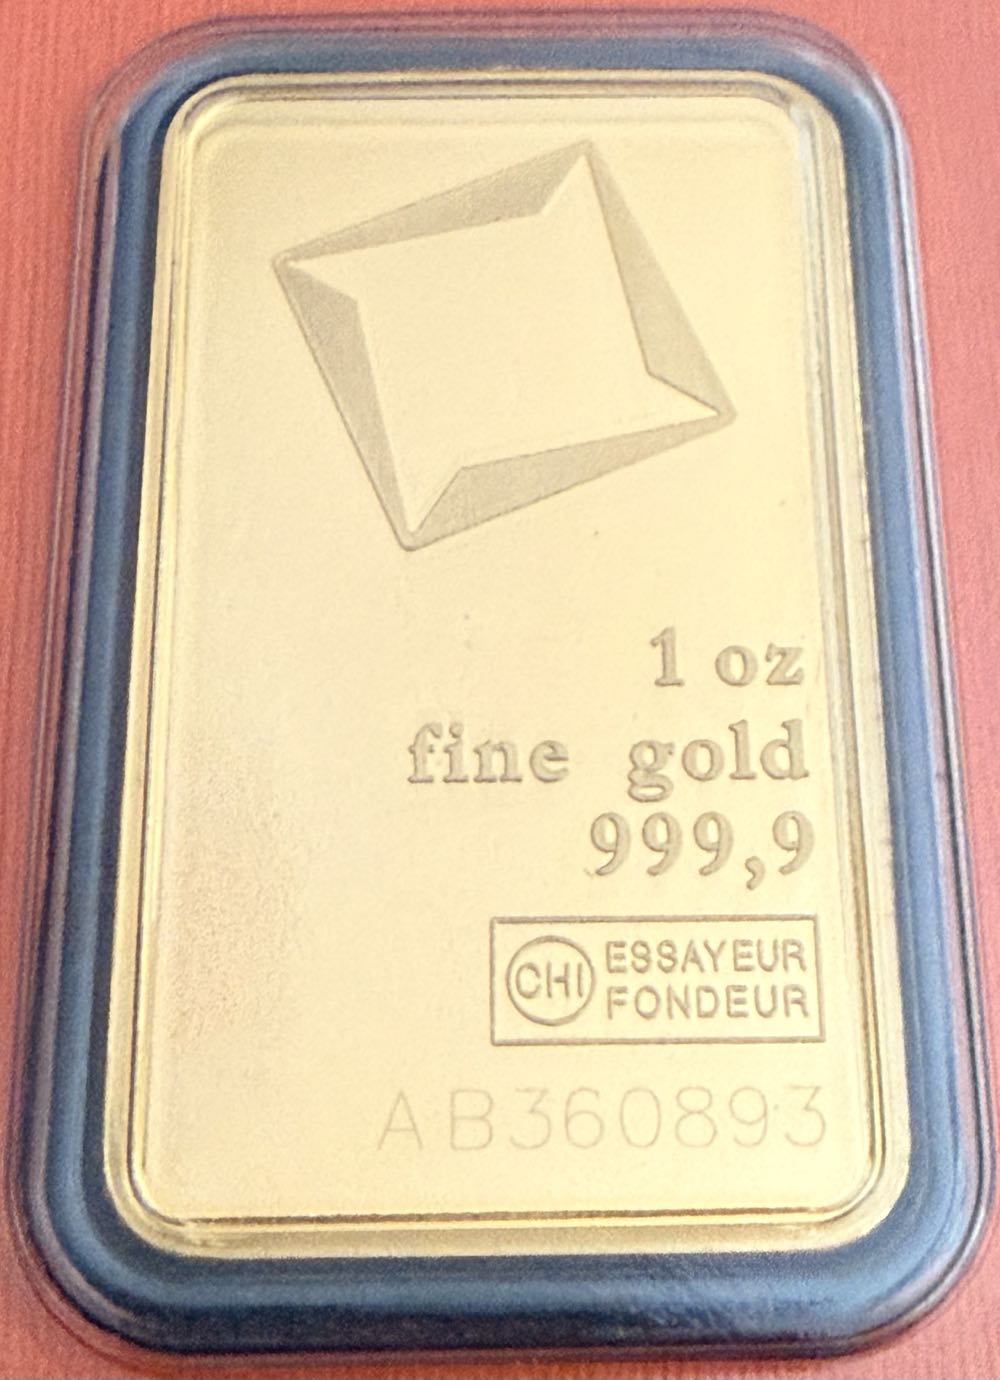 1 oz
fine gold
999,9
CHI ESSAYEUR
FONDEUR
AB360893